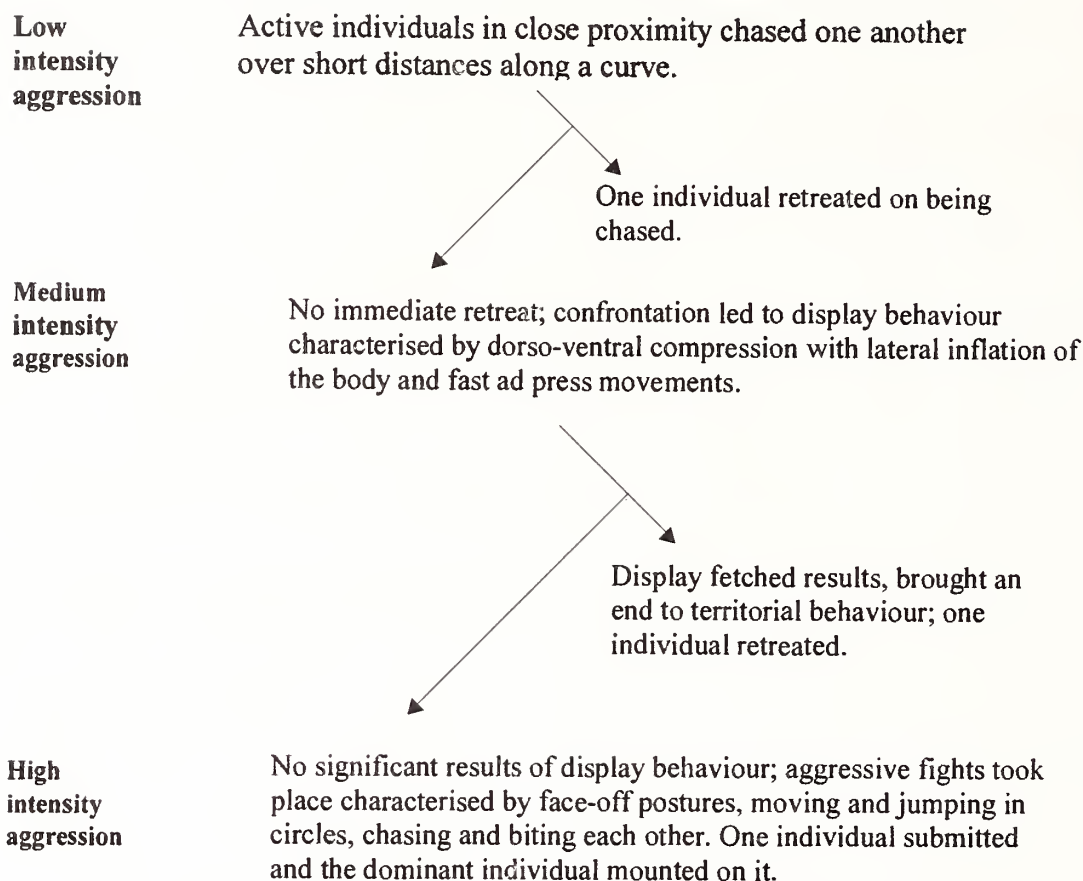 Low
intensity
aggression
Active individuals in close proximity chased one another
over short distances along a curve.
One individual retreated on being
chased.
Medium
intensity
aggression
No immediate retreat; confrontation led to display behaviour
characterised by dorso-ventral compression with lateral inflation of
the body and fast ad press movements.
Display fetched results, brought an
end to territorial behaviour; one
individual retreated.
High
intensity
aggression
No significant results of display behaviour; aggressive fights took
place characterised by face-off postures, moving and jumping in
circles, chasing and biting each other. One individual submitted
and the dominant individual mounted on it.